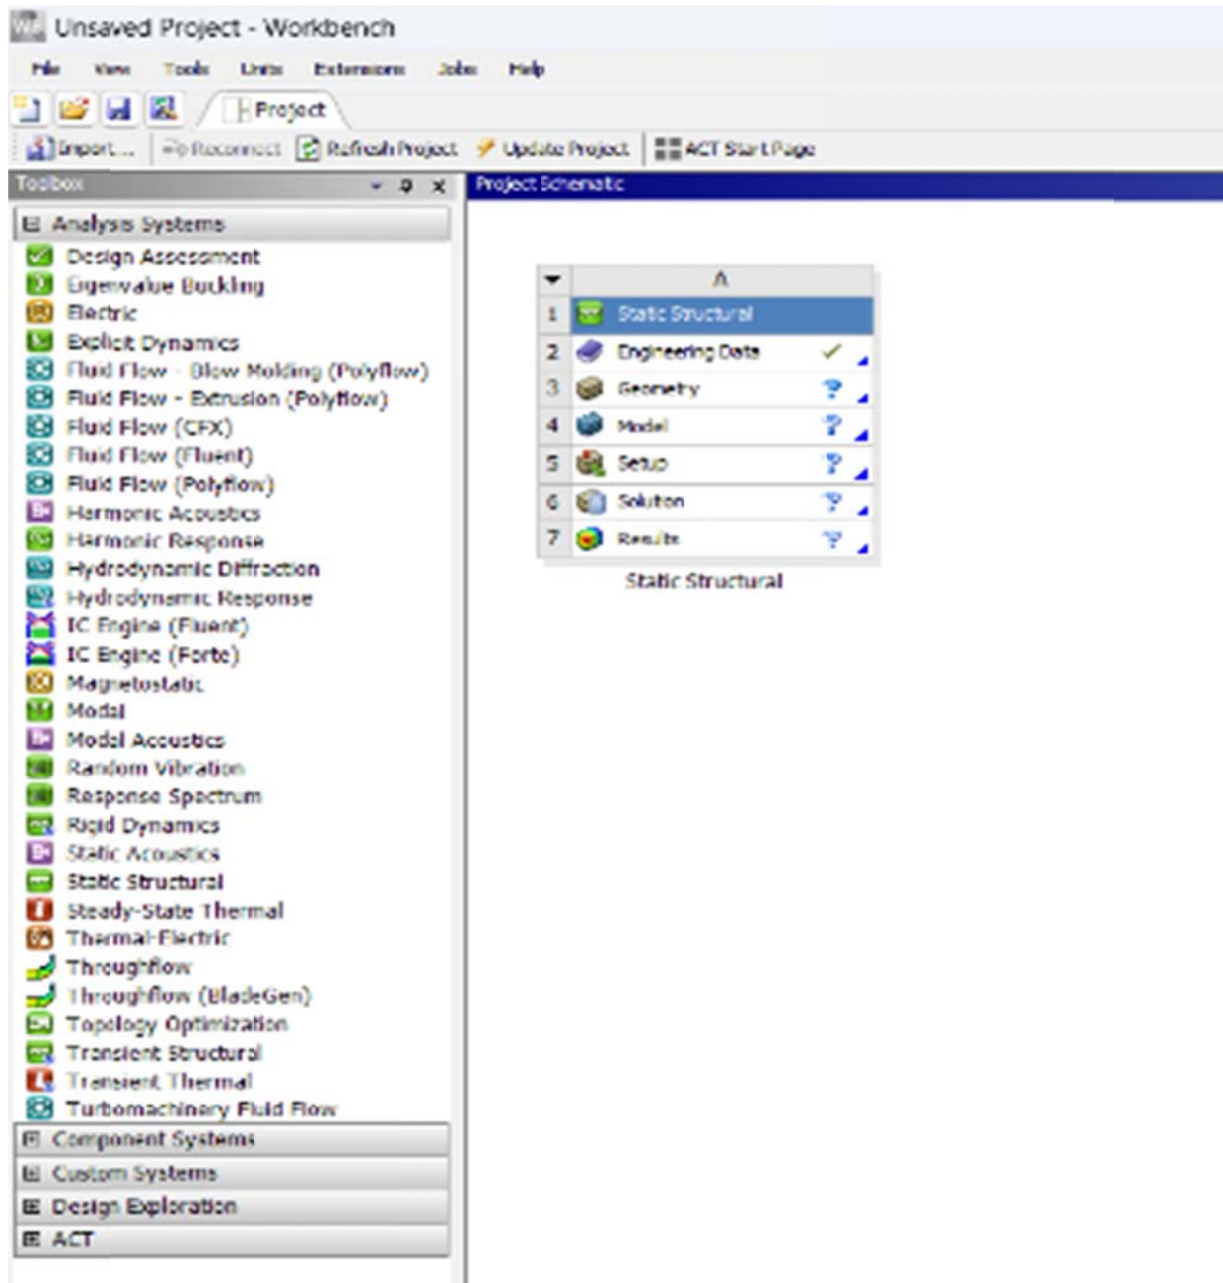 Unsaved Project - Workbench
File View Tools Units Extensions Jobs Help
Project
Import... Reconnect Refresh Project Update Project ACT Start Page
Toolbox
Project Schematic
Analysis Systems
Design Assessment
Eigenvalue Buckling
Electric
Explicit Dynamics
Fluid Flow - Blow Molding (Polyflow)
Fluid Flow - Extrusion (Polyflow)
Fluid Flow (CFX)
Fluid Flow (Fluent)
Fluid Flow (Polyflow)
Harmonic Acoustics
Harmonic Response
Hydrodynamic Diffraction
Hydrodynamic Response
IC Engine (Fluent)
IC Engine (Forte)
Magnetostatic
Modal
Modal Acoustics
Random Vibration
Response Spectrum
Rigid Dynamics
Static Acoustics
Static Structural
Steady-State Thermal
Thermal-Electric
Throughflow
Throughflow (BladeGen)
Topology Optimization
Transient Structural
Transient Thermal
Turbomachinery Fluid Flow
Component Systems
Custom Systems
Design Exploration
ACT
A
1 Static Structural
2 Engineering Data
3 Geometry
4 Model
5 Setup
6 Solution
7 Results
Static Structural